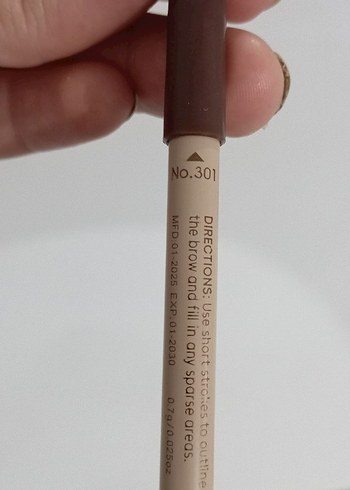 No.301
DIRECTIONS: Use short strokes to outline
the brow and fill in any sparse areas.
MFD:01-2025 EXP:01-2030 0.7g/0.025oz